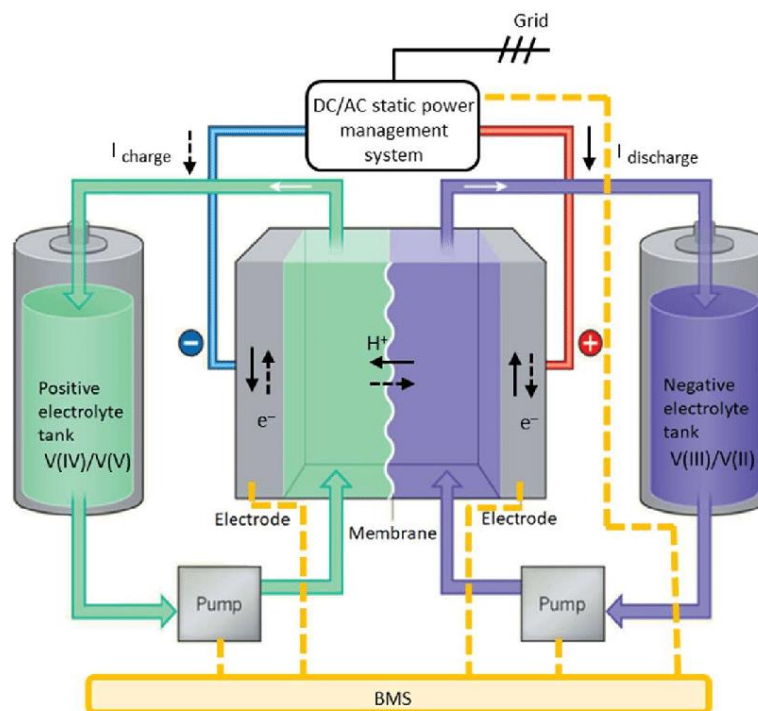 Grid
DC/AC static power
management
system
I charge
I discharge
−
+
H⁺
Positive
electrolyte
tank
V(IV)/V(V)
e⁻
e⁻
Negative
electrolyte
tank
V(III)/V(II)
Electrode
Membrane
Electrode
Pump
Pump
BMS